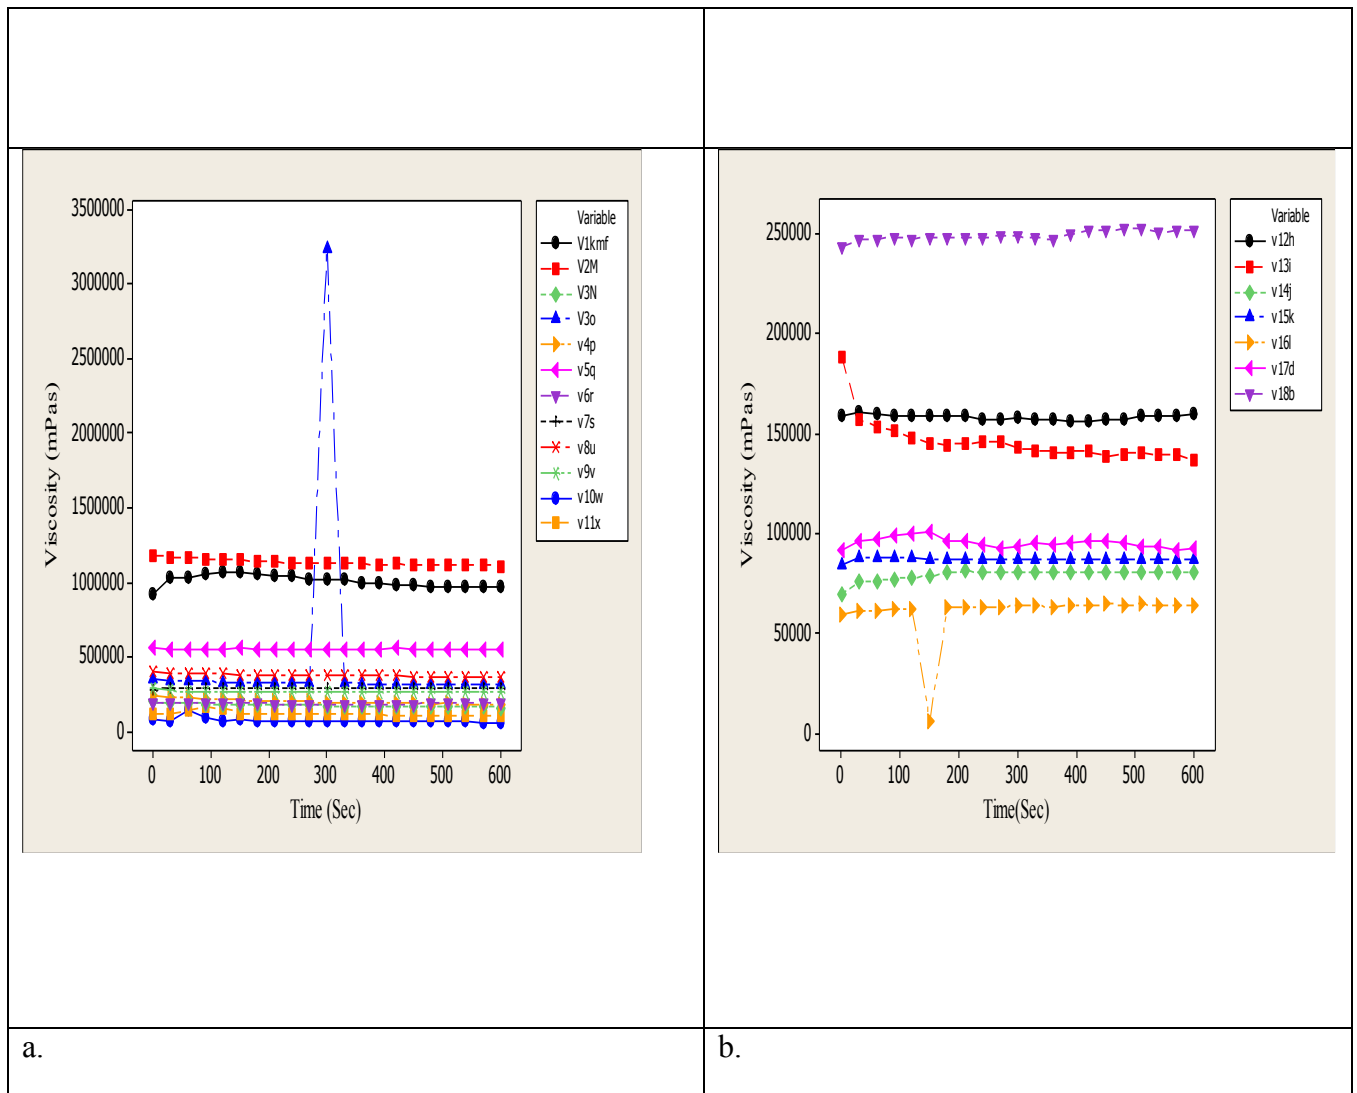 3500000
3000000
2500000
2000000
1500000
1000000
500000
0
Viscosity (mPas)
0 100 200 300 400 500 600
Time (Sec)
Variable
V1kmf
V2M
V3N
V3o
v4p
v5q
v6r
v7s
v8u
v9v
v10w
v11x
250000
200000
150000
100000
50000
0
Viscosity (mPas)
0 100 200 300 400 500 600
Time(Sec)
Variable
v12h
v13i
v14j
v15k
v16l
v17d
v18b
a.
b.